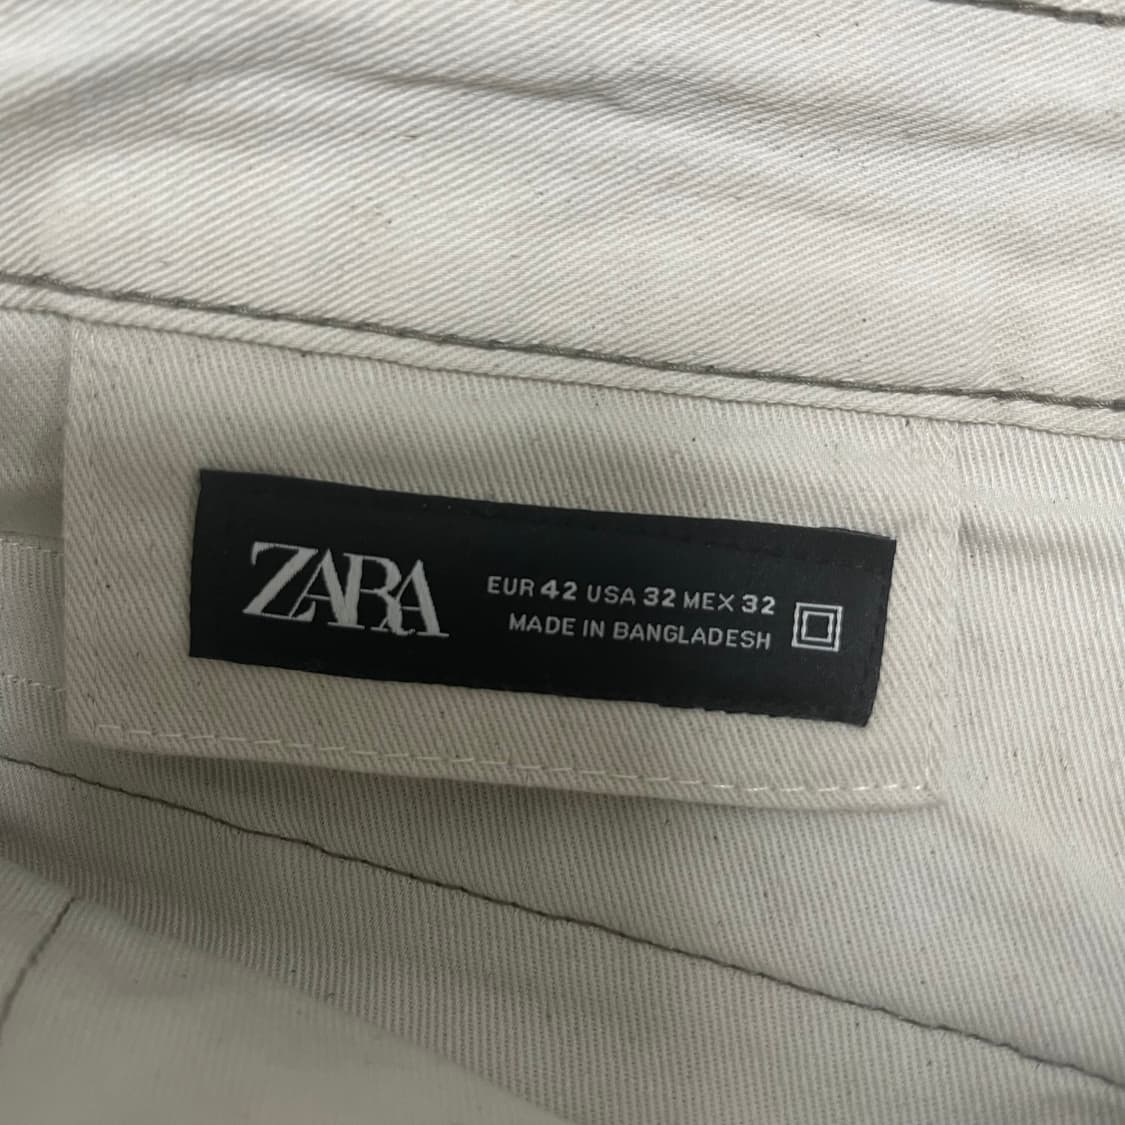 ZARA
EUR 42 USA 32 MEX 32
MADE IN BANGLADESH